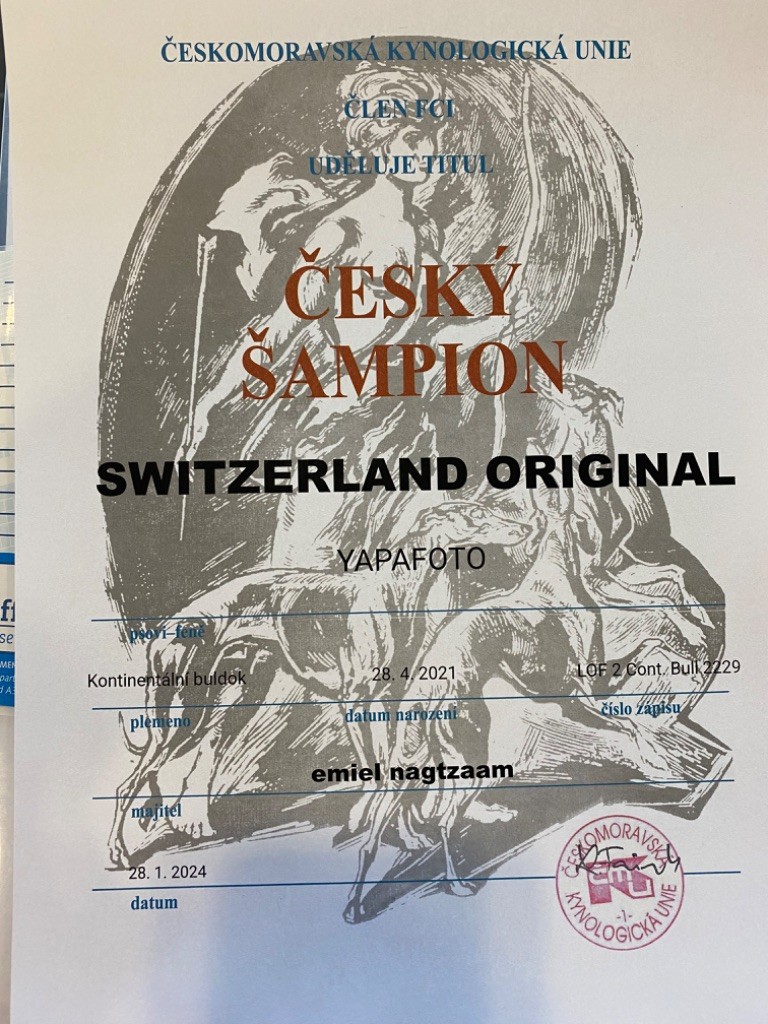 ČESKOMORAVSKÁ KYNOLOGICKÁ UNIE
ČLEN FCI
UDĚLUJE TITUL
ČESKÝ
ŠAMPION
SWITZERLAND ORIGINAL
YAPAFOTO
psovi–feně
Kontinentální buldok 28. 4. 2021 LOF 2 Cont. Bull 2229
plemeno datum narození číslo zápisu
emiel nagtzaam
majitel
28. 1. 2024
datum
ČESKOMORAVSKÁ
KYNOLOGICKÁ UNIE
-1-